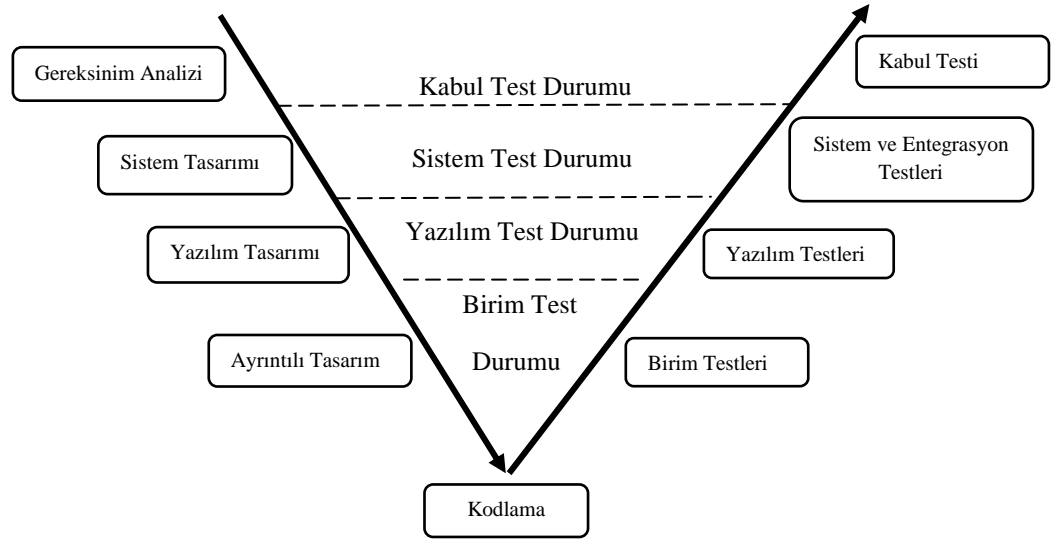 Gereksinim Analizi
Kabul Testi
Kabul Test Durumu
Sistem Tasarımı
Sistem Test Durumu
Sistem ve Entegrasyon
Testleri
Yazılım Tasarımı
Yazılım Test Durumu
Yazılım Testleri
Birim Test
Durumu
Ayrıntılı Tasarım
Birim Testleri
Kodlama